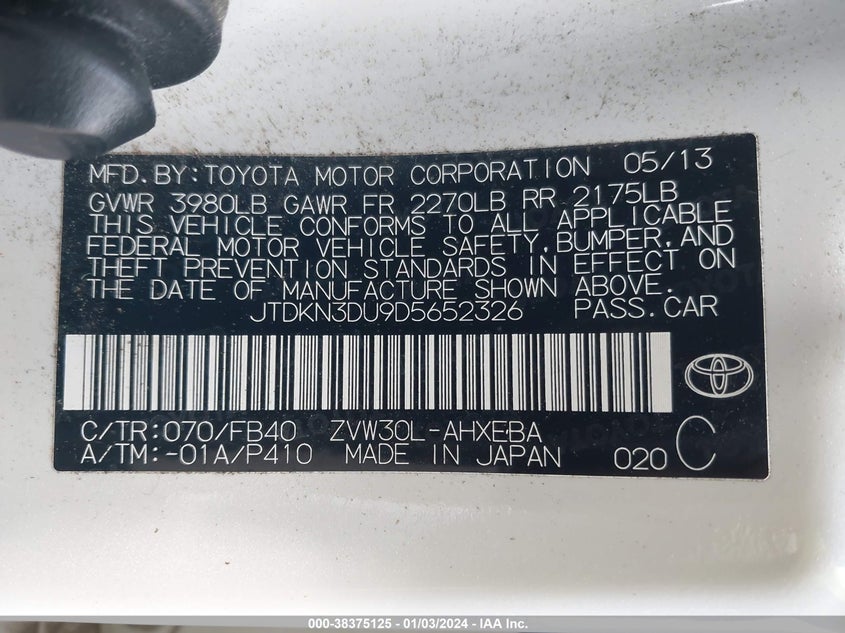 MFD. BY: TOYOTA MOTOR CORPORATION 05/13
GVWR 3980LB GAWR FR 2270LB RR 2175LB
THIS VEHICLE CONFORMS TO ALL APPLICABLE
FEDERAL MOTOR VEHICLE SAFETY, BUMPER, AND
THEFT PREVENTION STANDARDS IN EFFECT ON
THE DATE OF MANUFACTURE SHOWN ABOVE.
JTDKN3DU9D5652326 PASS. CAR
C/TR: 070/FB40 ZVW30L-AHXEBA
A/TM: -01A/P410 MADE IN JAPAN 020 C
000-38375125 - 01/03/2024 - IAA Inc.